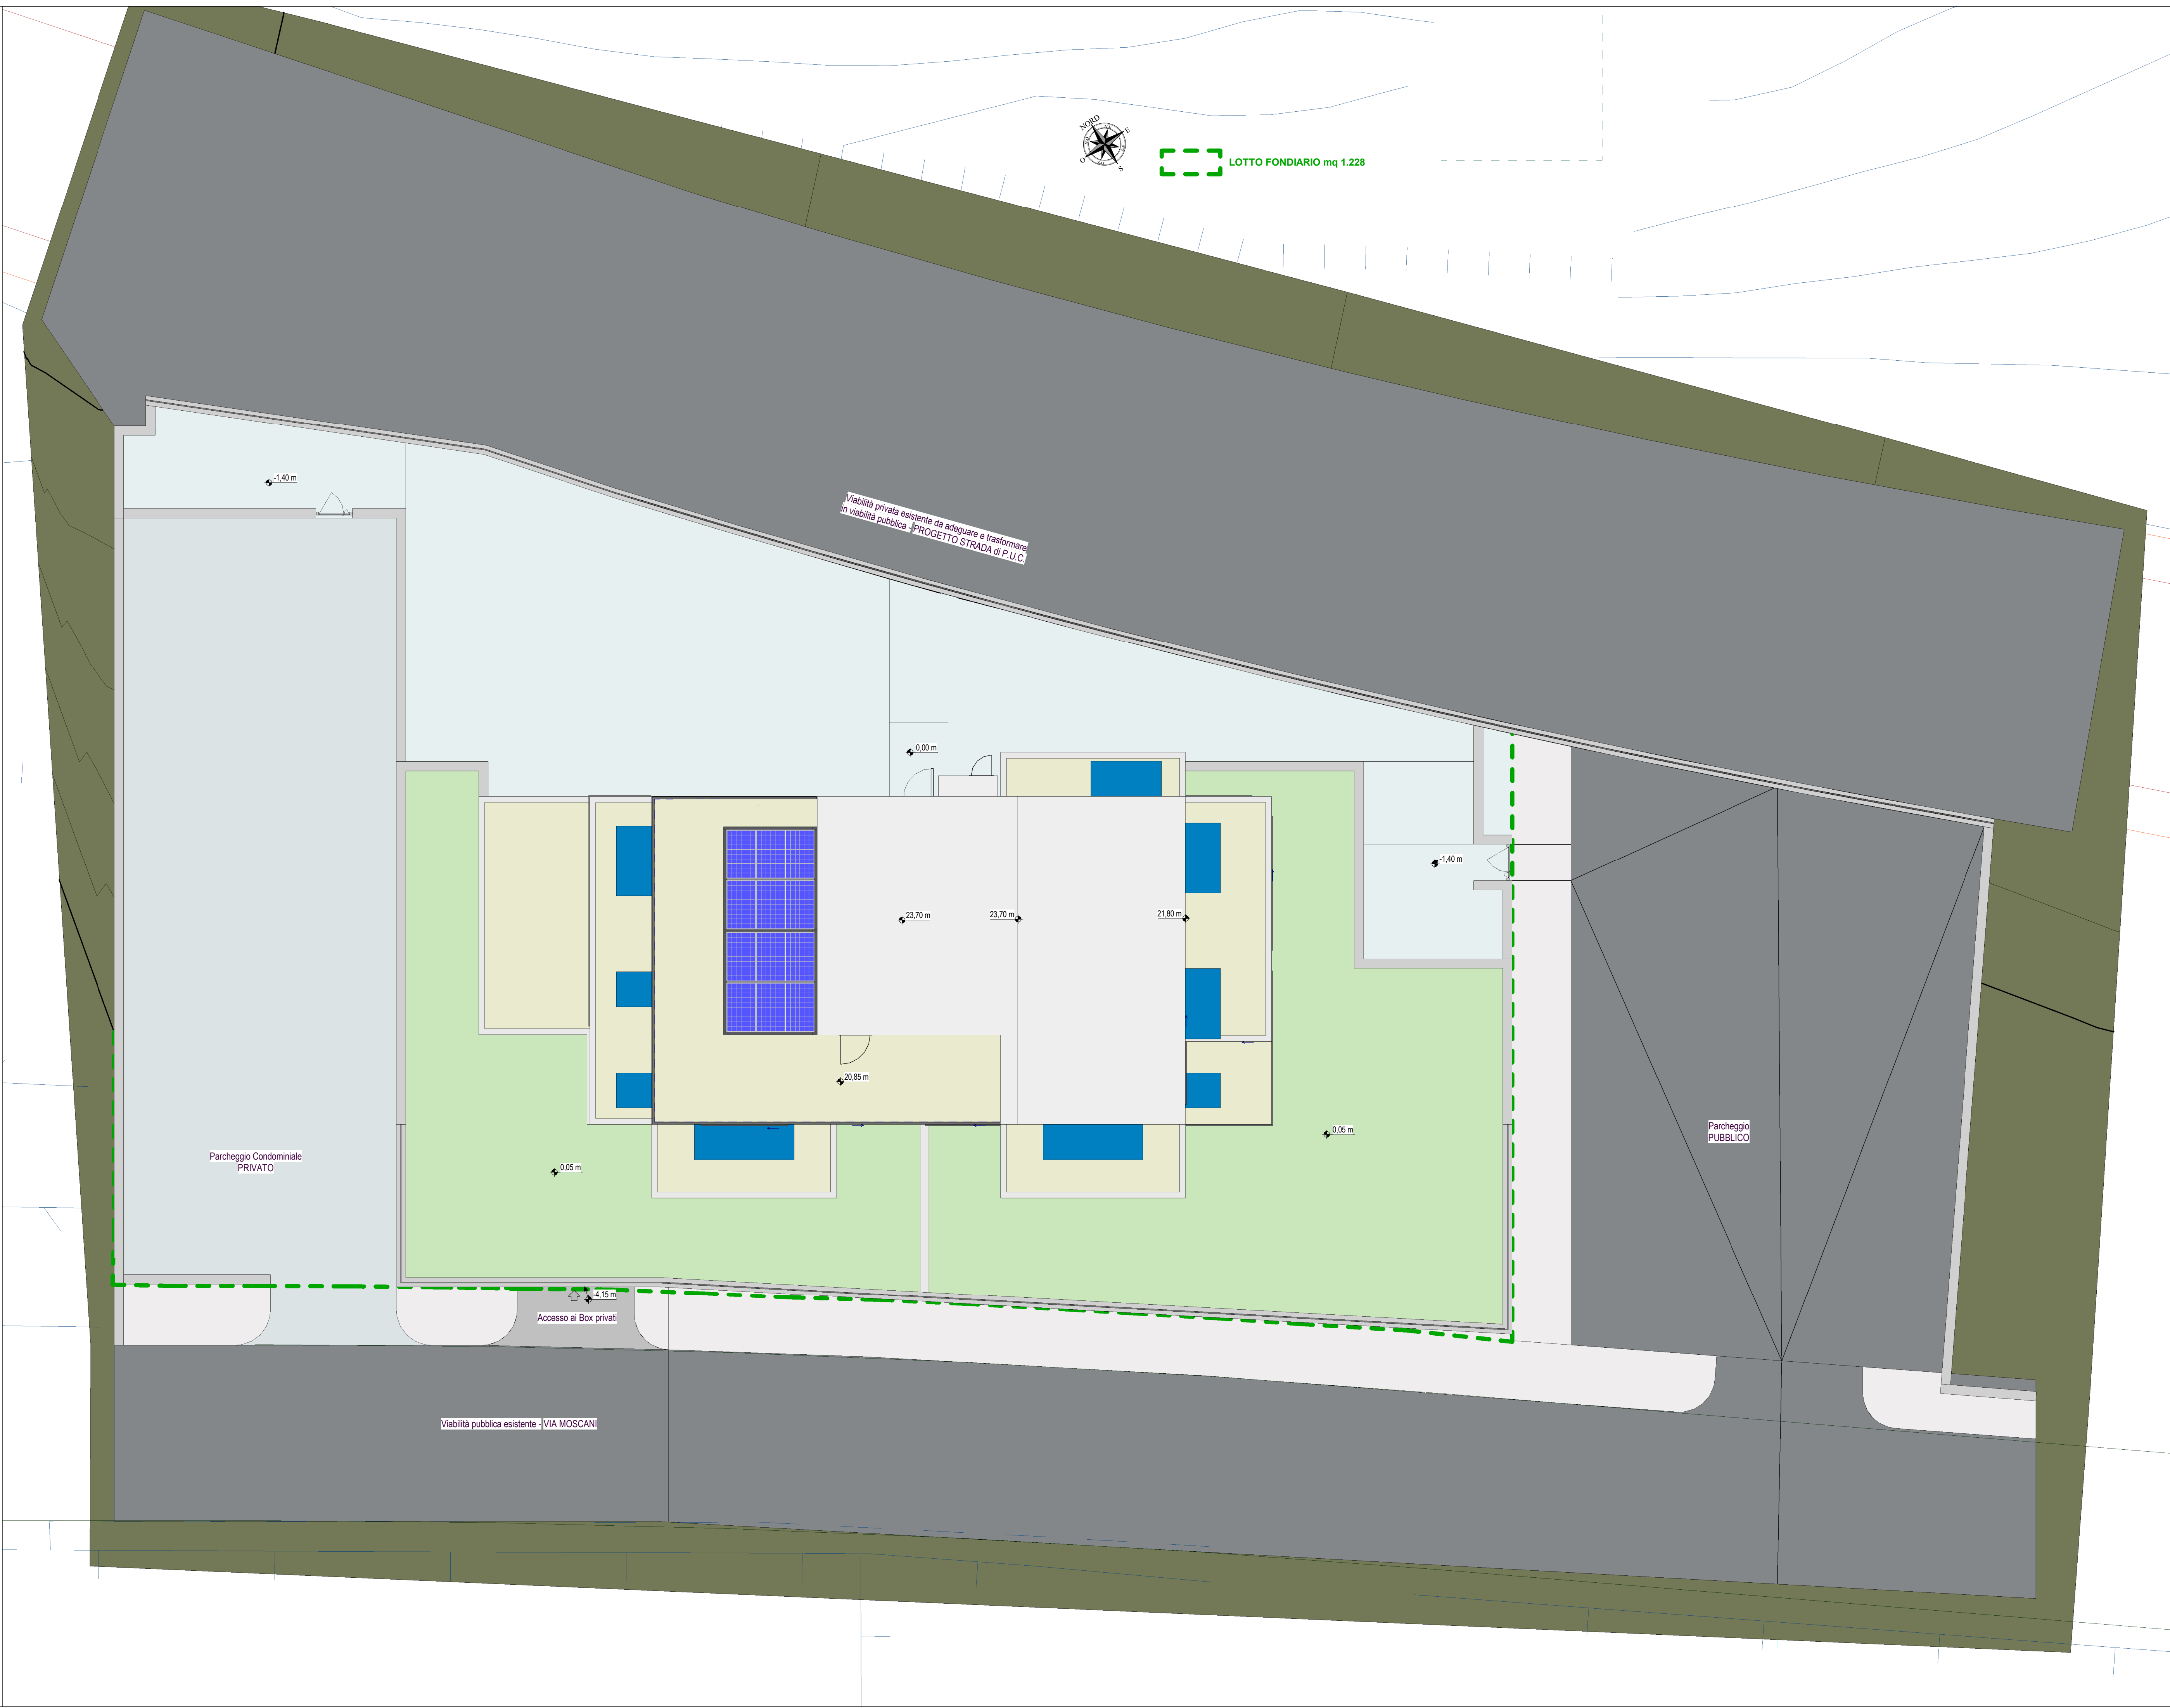 NORD
E
O
S
LOTTO FONDIARIO mq 1.228
-1,40 m
Viabilità privata esistente da adeguare e trasformare
in viabilità pubblica - PROGETTO STRADA di P.U.C.
0,00 m
-1,40 m
23,70 m
23,70 m
21,80 m
20,85 m
Parcheggio
PUBBLICO
0,05 m
Parcheggio Condominiale
PRIVATO
0,05 m
-4,15 m
Accesso ai Box privati
Viabilità pubblica esistente - VIA MOSCANI